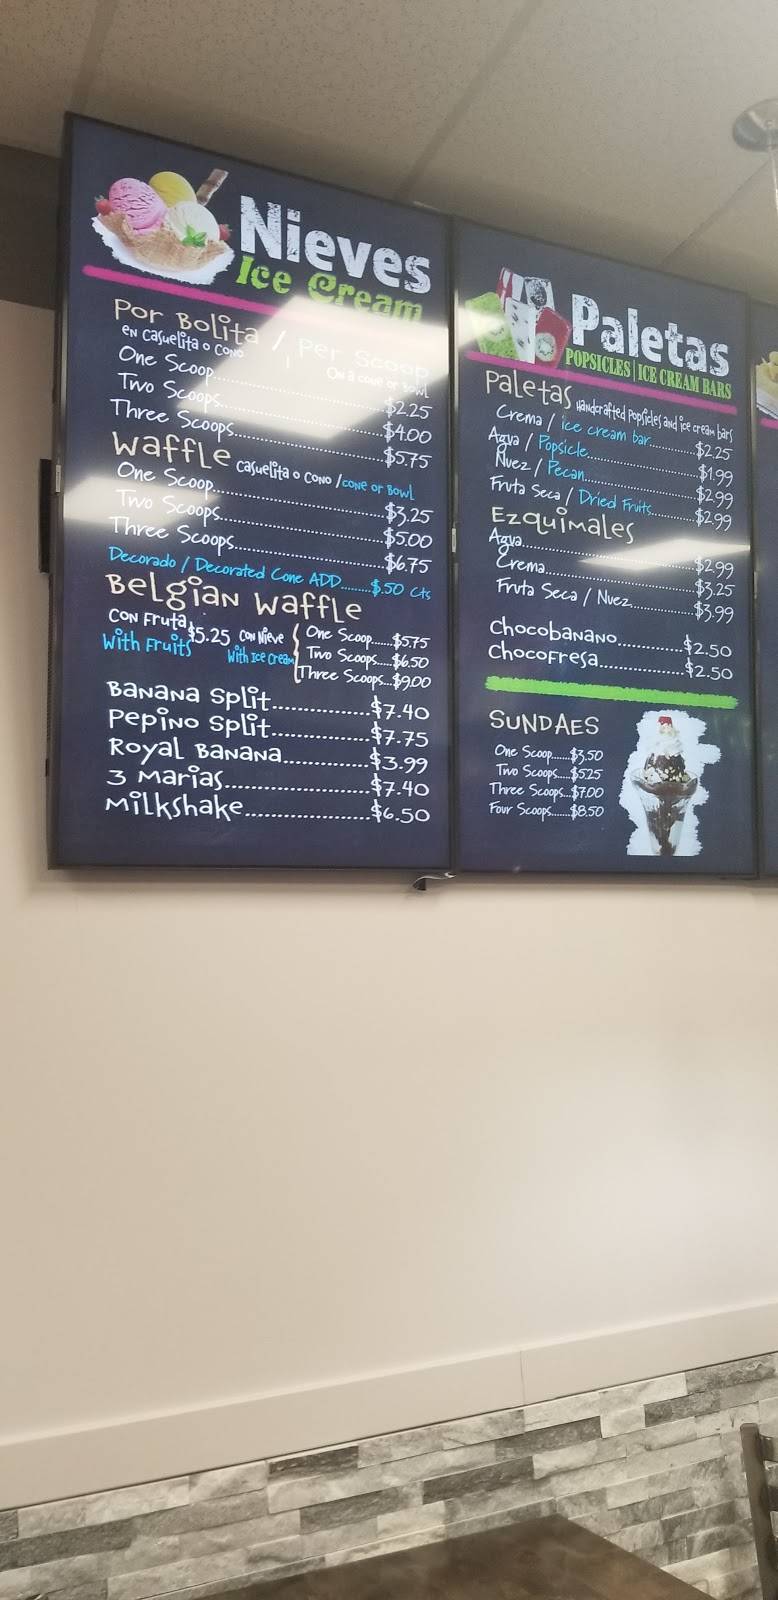 Nieves
Ice Cream
Por Bolita / Per Scoop
en Casuelita o Cono
On a cone or bowl
One Scoop..........$2.25
Two Scoops..........$4.00
Three Scoops..........$5.75
Waffle Casuelita o Cono / cone or Bowl
One Scoop..........$3.25
Two Scoops..........$5.00
Three Scoops..........$6.75
Decorado / Decorated Cone ADD.......$.50 cts
Belgian Waffle
con Fruta
With Fruits
$5.25
con Nieve
With Ice Cream
One Scoop......$5.75
Two Scoops....$6.50
Three Scoops...$9.00
Banana Split..........$7.40
Pepino Split..........$7.75
Royal Banana..........$3.99
3 Marias..........$7.40
Milkshake..........$6.50
Paletas
POPSICLES | ICE CREAM BARS
Paletas Handcrafted Popsicles and ice cream bars
Crema / ice cream bar..........$2.25
Agua / Popsicle..........$1.99
Nuez / Pecan..........$2.99
Fruta Seca / Dried Fruits..........$2.99
Ezquimales
Agua..........$2.99
Crema..........$3.25
Fruta Seca / Nuez..........$3.99
Chocobanano..........$2.50
ChocoFresa..........$2.50
SUNDAES
One Scoop......$3.50
Two Scoops....$5.25
Three Scoops...$7.00
Four Scoops......$8.50